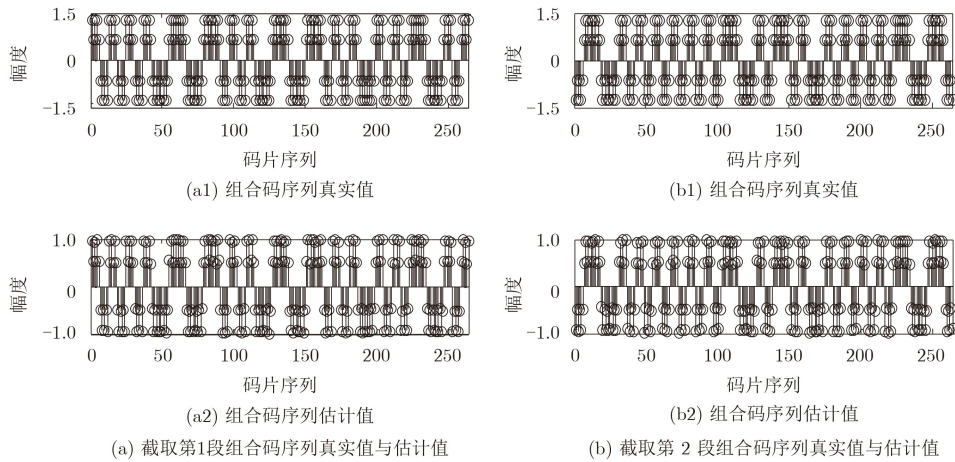 1.5
0
−1.5
幅度
0 50 100 150 200 250
码片序列
(a1) 组合码序列真实值
1.5
0
−1.5
幅度
0 50 100 150 200 250
码片序列
(b1) 组合码序列真实值
1.0
0
−1.0
幅度
0 50 100 150 200 250
码片序列
(a2) 组合码序列估计值
1.0
0
−1.0
幅度
0 50 100 150 200 250
码片序列
(b2) 组合码序列估计值
(a) 截取第1段组合码序列真实值与估计值
(b) 截取第 2 段组合码序列真实值与估计值